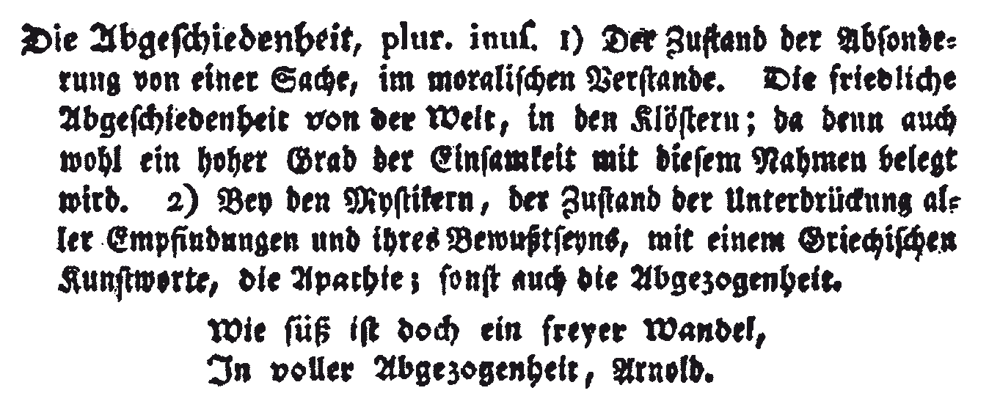 Die Abgeſchiedenheit, plur. inuſ. 1) Der Zuſtand der Abſonde⸗
rung von einer Sache, im moraliſchen Verſtande. Die friedliche
Abgeſchiedenheit von der Welt, in den Klöſtern; da denn auch
wohl ein hoher Grad der Einſamkeit mit dieſem Nahmen belegt
wird. 2) Bey den Myſtikern, der Zuſtand der Unterdrückung al⸗
ler Empfindungen und ihres Bewußtſeyns, mit einem Griechiſchen
Kunſtworte, die Apathie; ſonſt auch die Abgezogenheit.
Wie ſüß iſt doch ein freyer Wandel,
In voller Abgezogenheit, Arnold.